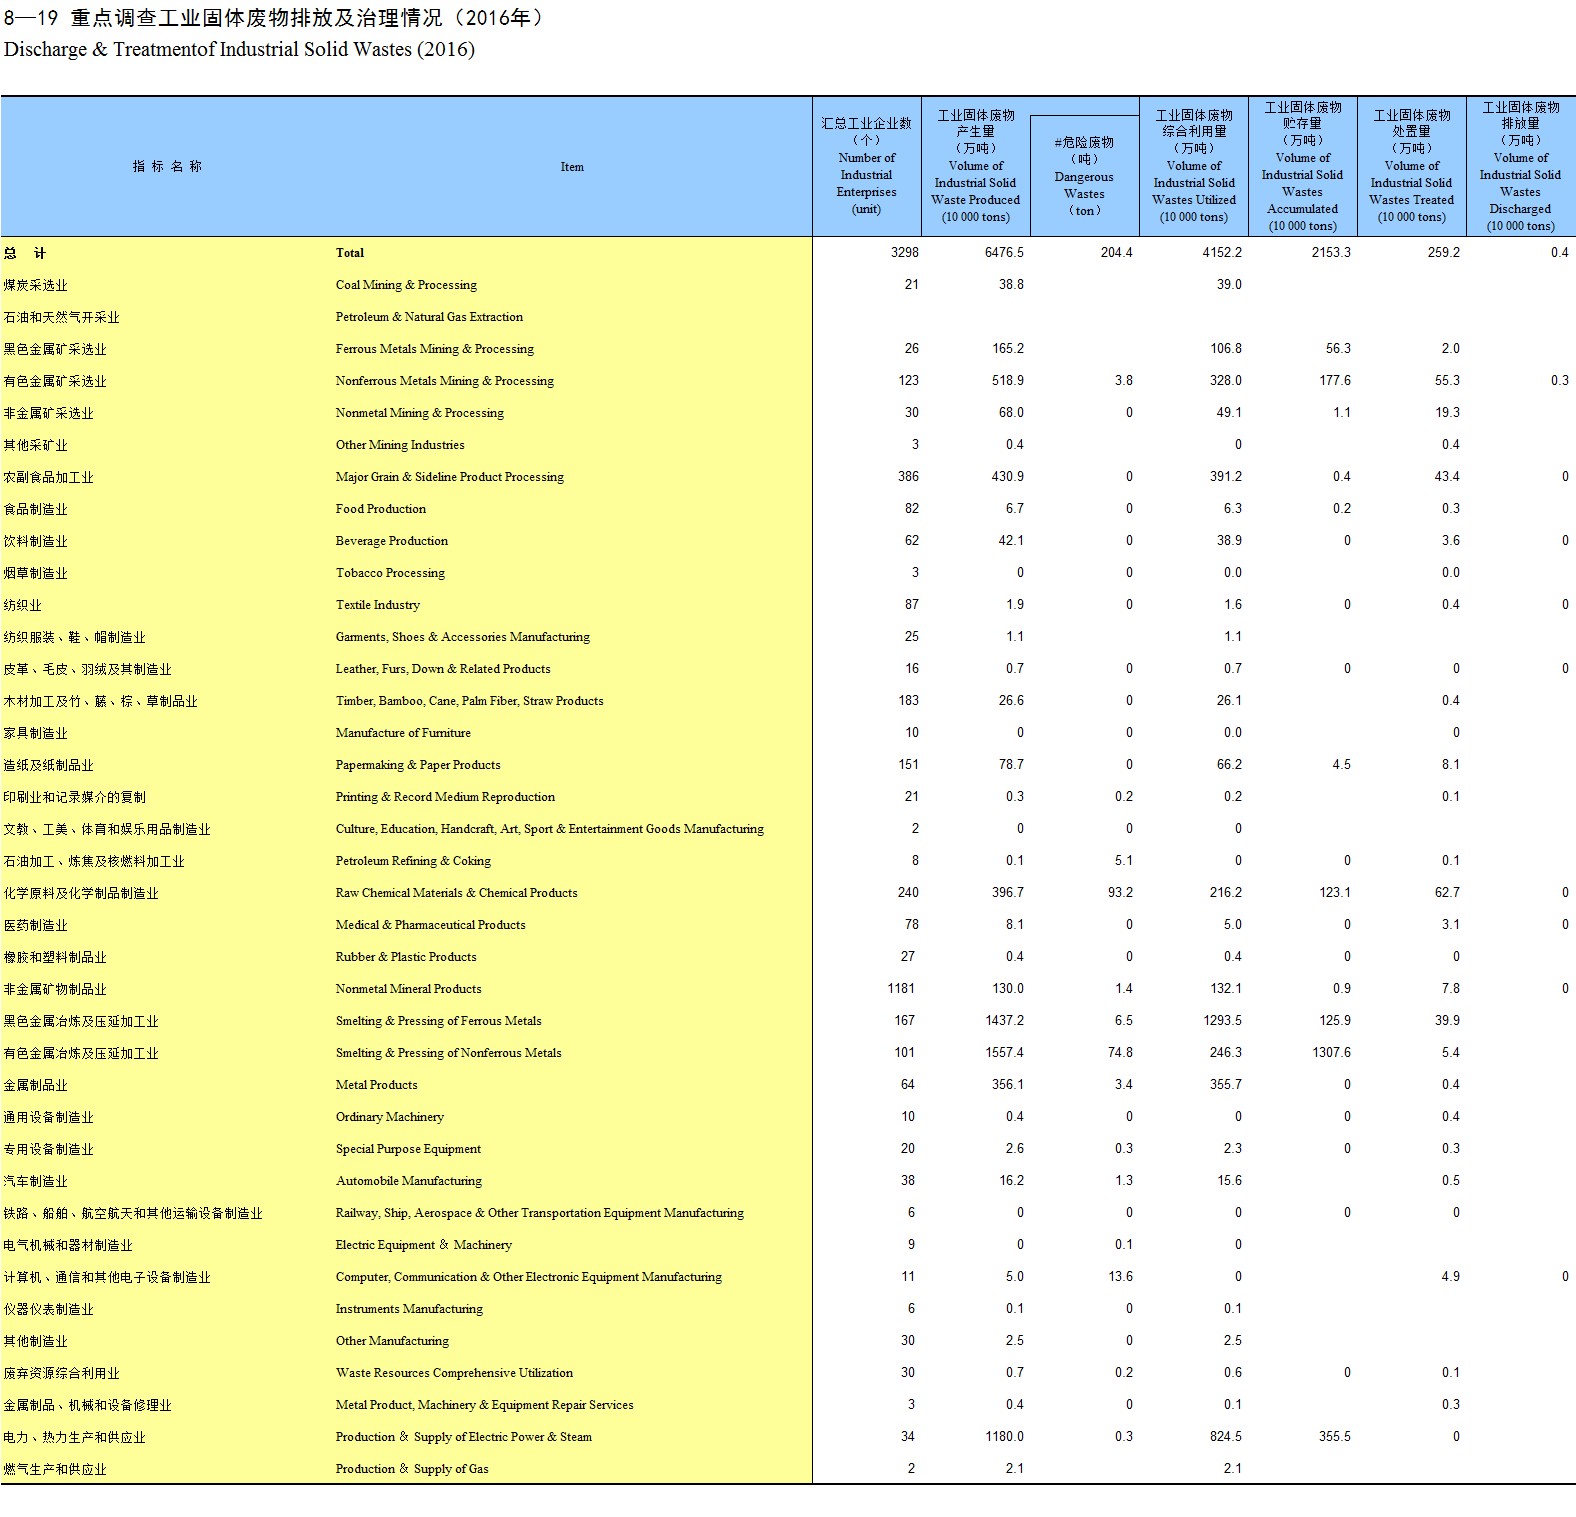 8—19 重点调查工业固体废物排放及治理情况（2016年）
Discharge & Treatmentof Industrial Solid Wastes (2016)
指 标 名 称
Item
汇总工业企业数
（个）
Number of
Industrial
Enterprises
(unit)
工业固体废物
产生量
（万吨）
Volume of
Industrial Solid
Waste Produced
(10 000 tons)
#危险废物
（吨）
Dangerous
Wastes
（ton）
工业固体废物
综合利用量
（万吨）
Volume of
Industrial Solid
Wastes Utilized
(10 000 tons)
工业固体废物
贮存量
（万吨）
Volume of
Industrial Solid
Wastes
Accumulated
(10 000 tons)
工业固体废物
处置量
（万吨）
Volume of
Industrial Solid
Wastes Treated
(10 000 tons)
工业固体废物
排放量
（万吨）
Volume of
Industrial Solid
Wastes
Discharged
(10 000 tons)
总 计 Total 3298 6476.5 204.4 4152.2 2153.3 259.2 0.4
煤炭采选业 Coal Mining & Processing 21 38.8 39.0
石油和天然气开采业 Petroleum & Natural Gas Extraction
黑色金属矿采选业 Ferrous Metals Mining & Processing 26 165.2 106.8 56.3 2.0
有色金属矿采选业 Nonferrous Metals Mining & Processing 123 518.9 3.8 328.0 177.6 55.3 0.3
非金属矿采选业 Nonmetal Mining & Processing 30 68.0 0 49.1 1.1 19.3
其他采矿业 Other Mining Industries 3 0.4 0 0.4
农副食品加工业 Major Grain & Sideline Product Processing 386 430.9 0 391.2 0.4 43.4 0
食品制造业 Food Production 82 6.7 0 6.3 0.2 0.3
饮料制造业 Beverage Production 62 42.1 0 38.9 0 3.6 0
烟草制造业 Tobacco Processing 3 0 0 0.0 0.0
纺织业 Textile Industry 87 1.9 0 1.6 0 0.4 0
纺织服装、鞋、帽制造业 Garments, Shoes & Accessories Manufacturing 25 1.1 1.1
皮革、毛皮、羽绒及其制造业 Leather, Furs, Down & Related Products 16 0.7 0 0.7 0 0 0
木材加工及竹、藤、棕、草制品业 Timber, Bamboo, Cane, Palm Fiber, Straw Products 183 26.6 0 26.1 0.4
家具制造业 Manufacture of Furniture 10 0 0 0.0 0
造纸及纸制品业 Papermaking & Paper Products 151 78.7 0 66.2 4.5 8.1
印刷业和记录媒介的复制 Printing & Record Medium Reproduction 21 0.3 0.2 0.2 0.1
文教、工美、体育和娱乐用品制造业 Culture, Education, Handcraft, Art, Sport & Entertainment Goods Manufacturing 2 0 0 0
石油加工、炼焦及核燃料加工业 Petroleum Refining & Coking 8 0.1 5.1 0 0 0.1
化学原料及化学制品制造业 Raw Chemical Materials & Chemical Products 240 396.7 93.2 216.2 123.1 62.7 0
医药制造业 Medical & Pharmaceutical Products 78 8.1 0 5.0 0 3.1 0
橡胶和塑料制品业 Rubber & Plastic Products 27 0.4 0 0.4 0 0
非金属矿物制品业 Nonmetal Mineral Products 1181 130.0 1.4 132.1 0.9 7.8 0
黑色金属冶炼及压延加工业 Smelting & Pressing of Ferrous Metals 167 1437.2 6.5 1293.5 125.9 39.9
有色金属冶炼及压延加工业 Smelting & Pressing of Nonferrous Metals 101 1557.4 74.8 246.3 1307.6 5.4
金属制品业 Metal Products 64 356.1 3.4 355.7 0 0.4
通用设备制造业 Ordinary Machinery 10 0.4 0 0 0 0.4
专用设备制造业 Special Purpose Equipment 20 2.6 0.3 2.3 0 0.3
汽车制造业 Automobile Manufacturing 38 16.2 1.3 15.6 0.5
铁路、船舶、航空航天和其他运输设备制造业 Railway, Ship, Aerospace & Other Transportation Equipment Manufacturing 6 0 0 0 0 0
电气机械和器材制造业 Electric Equipment ＆ Machinery 9 0 0.1 0
计算机、通信和其他电子设备制造业 Computer, Communication & Other Electronic Equipment Manufacturing 11 5.0 13.6 0 4.9 0
仪器仪表制造业 Instruments Manufacturing 6 0.1 0 0.1
其他制造业 Other Manufacturing 30 2.5 0 2.5
废弃资源综合利用业 Waste Resources Comprehensive Utilization 30 0.7 0.2 0.6 0 0.1
金属制品、机械和设备修理业 Metal Product, Machinery & Equipment Repair Services 3 0.4 0 0.1 0.3
电力、热力生产和供应业 Production ＆ Supply of Electric Power & Steam 34 1180.0 0.3 824.5 355.5 0
燃气生产和供应业 Production ＆ Supply of Gas 2 2.1 2.1